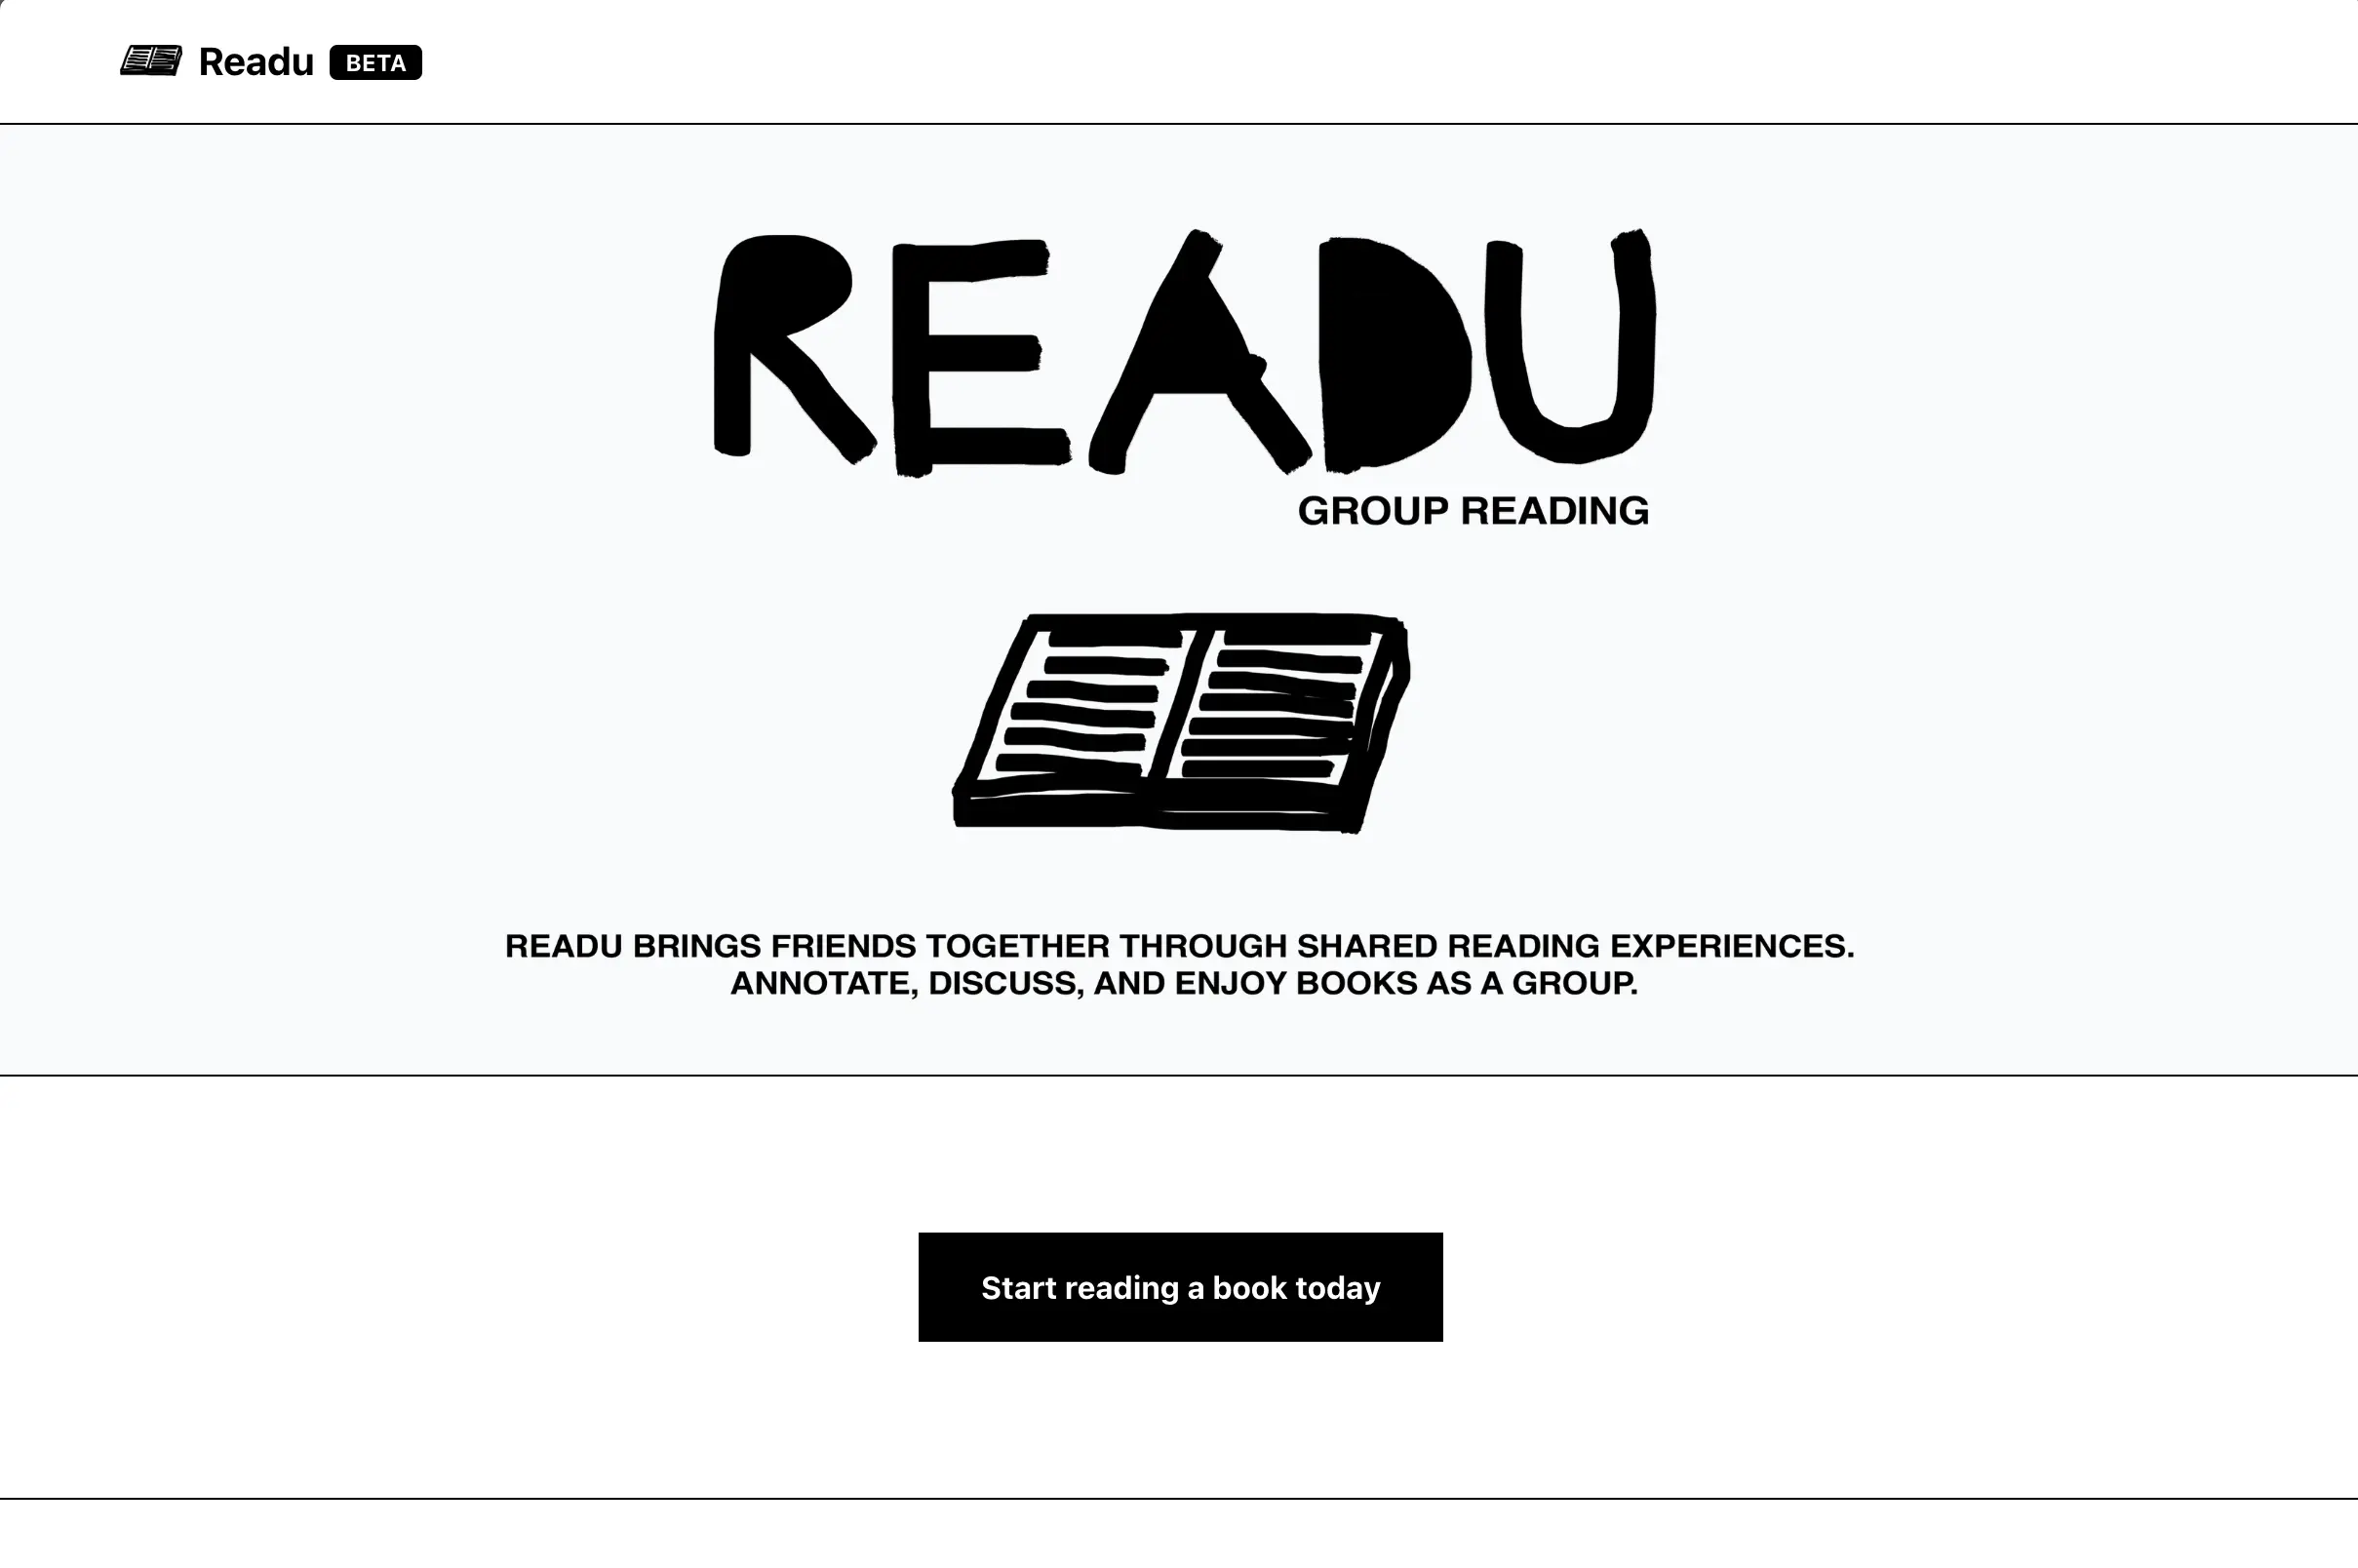 Readu BETA
READU
GROUP READING
READU BRINGS FRIENDS TOGETHER THROUGH SHARED READING EXPERIENCES.
ANNOTATE, DISCUSS, AND ENJOY BOOKS AS A GROUP.
Start reading a book today